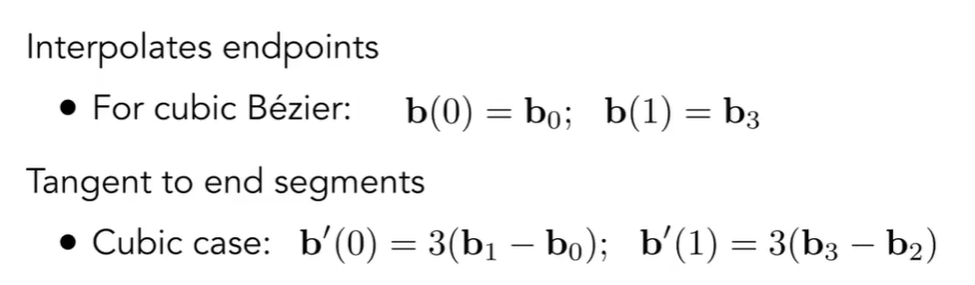 Interpolates endpoints
• For cubic Bézier: b(0) = b₀; b(1) = b₃
Tangent to end segments
• Cubic case: b′(0) = 3(b₁ − b₀); b′(1) = 3(b₃ − b₂)